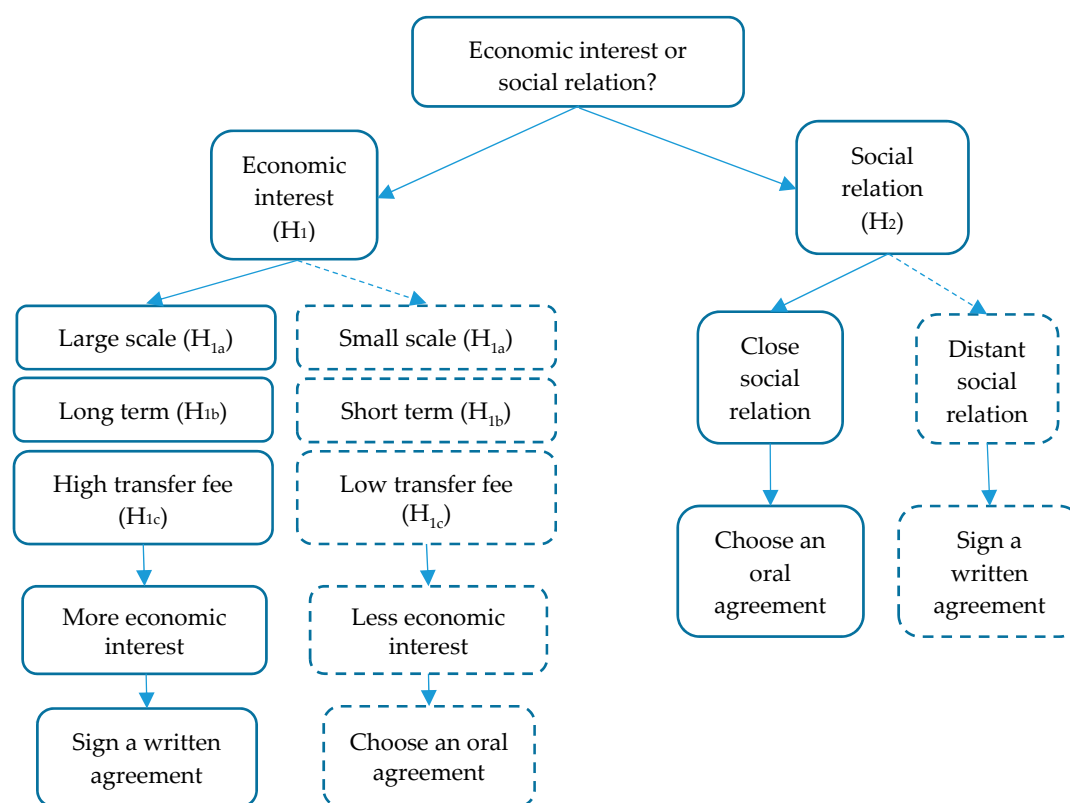 Economic interest or
social relation?
Economic
interest
(H1)
Social
relation
(H2)
Large scale (H1a)
Small scale (H1a)
Long term (H1b)
Short term (H1b)
High transfer fee
(H1c)
Low transfer fee
(H1c)
More economic
interest
Less economic
interest
Sign a written
agreement
Choose an oral
agreement
Close
social
relation
Distant
social
relation
Choose an
oral
agreement
Sign a
written
agreement